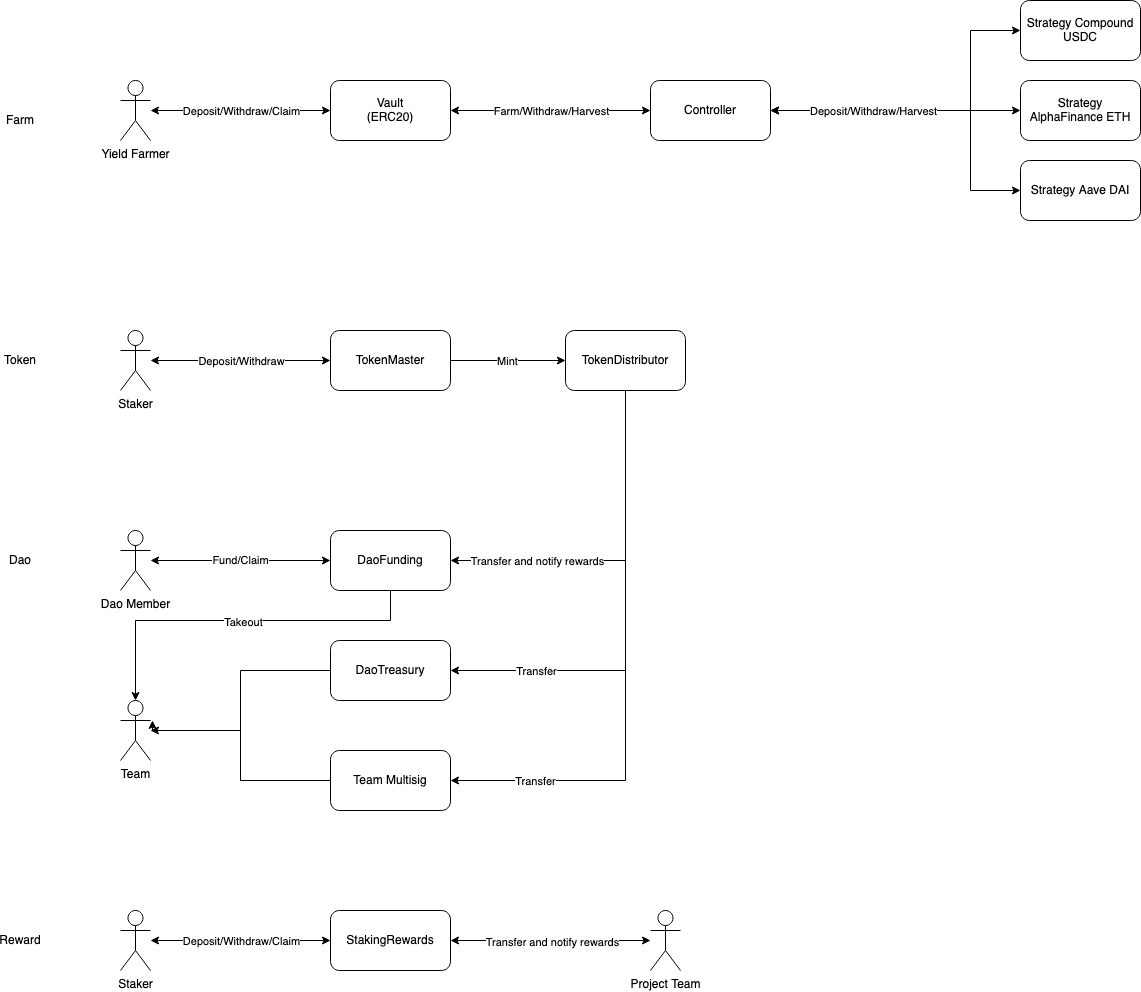 Strategy Compound
USDC
Farm
Yield Farmer
Deposit/Withdraw/Claim
Vault
(ERC20)
Farm/Withdraw/Harvest
Controller
Deposit/Withdraw/Harvest
Strategy
AlphaFinance ETH
Strategy Aave DAI
Token
Staker
Deposit/Withdraw
TokenMaster
Mint
TokenDistributor
Dao
Dao Member
Fund/Claim
DaoFunding
Transfer and notify rewards
Takeout
DaoTreasury
Transfer
Team
Team Multisig
Transfer
Reward
Staker
Deposit/Withdraw/Claim
StakingRewards
Transfer and notify rewards
Project Team